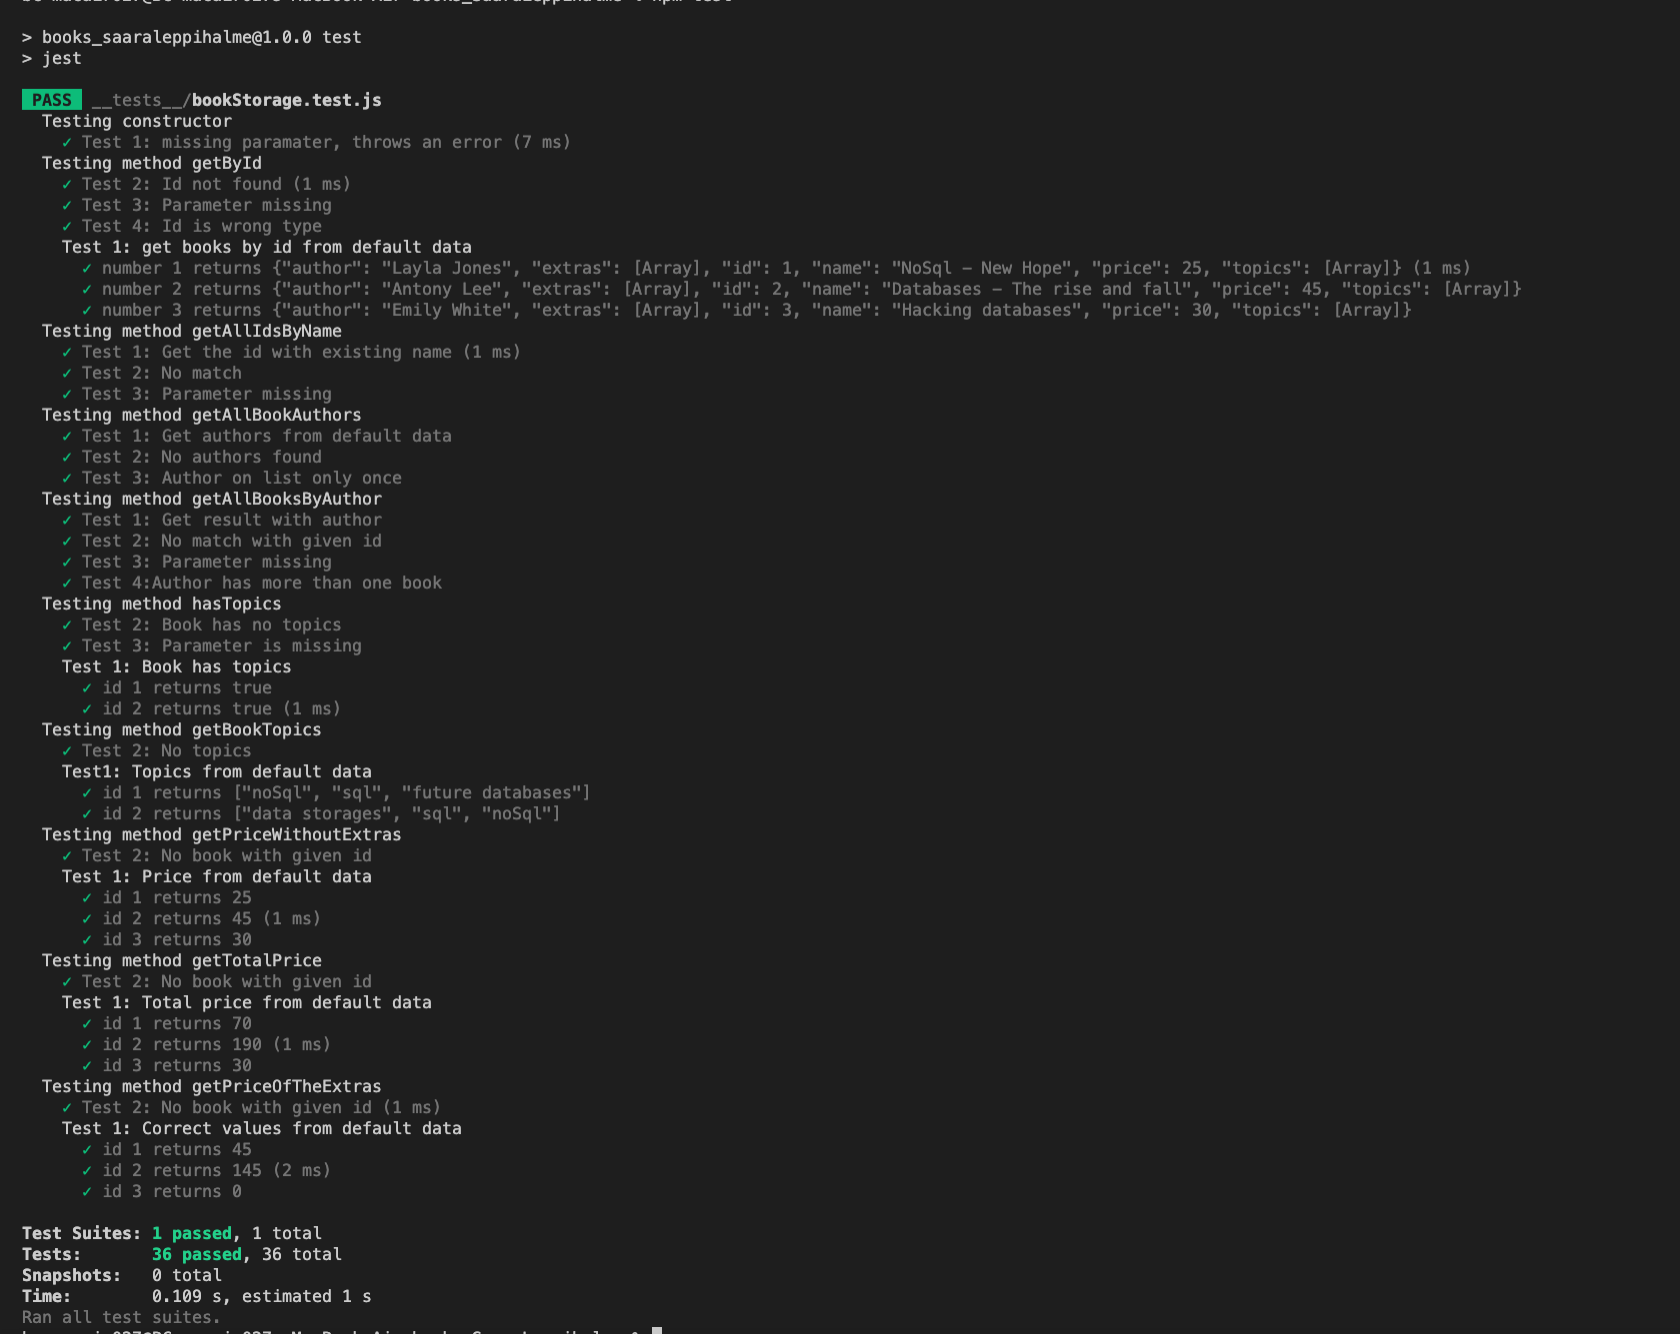 > books_saaraleppihalme@1.0.0 test
> jest
PASS __tests__/bookStorage.test.js
Testing constructor
✓ Test 1: missing paramater, throws an error (7 ms)
Testing method getById
✓ Test 2: Id not found (1 ms)
✓ Test 3: Parameter missing
✓ Test 4: Id is wrong type
Test 1: get books by id from default data
✓ number 1 returns {"author": "Layla Jones", "extras": [Array], "id": 1, "name": "NoSql – New Hope", "price": 25, "topics": [Array]} (1 ms)
✓ number 2 returns {"author": "Antony Lee", "extras": [Array], "id": 2, "name": "Databases – The rise and fall", "price": 45, "topics": [Array]}
✓ number 3 returns {"author": "Emily White", "extras": [Array], "id": 3, "name": "Hacking databases", "price": 30, "topics": [Array]}
Testing method getAllIdsByName
✓ Test 1: Get the id with existing name (1 ms)
✓ Test 2: No match
✓ Test 3: Parameter missing
Testing method getAllBookAuthors
✓ Test 1: Get authors from default data
✓ Test 2: No authors found
✓ Test 3: Author on list only once
Testing method getAllBooksByAuthor
✓ Test 1: Get result with author
✓ Test 2: No match with given id
✓ Test 3: Parameter missing
✓ Test 4:Author has more than one book
Testing method hasTopics
✓ Test 2: Book has no topics
✓ Test 3: Parameter is missing
Test 1: Book has topics
✓ id 1 returns true
✓ id 2 returns true (1 ms)
Testing method getBookTopics
✓ Test 2: No topics
Test1: Topics from default data
✓ id 1 returns ["noSql", "sql", "future databases"]
✓ id 2 returns ["data storages", "sql", "noSql"]
Testing method getPriceWithoutExtras
✓ Test 2: No book with given id
Test 1: Price from default data
✓ id 1 returns 25
✓ id 2 returns 45 (1 ms)
✓ id 3 returns 30
Testing method getTotalPrice
✓ Test 2: No book with given id
Test 1: Total price from default data
✓ id 1 returns 70
✓ id 2 returns 190 (1 ms)
✓ id 3 returns 30
Testing method getPriceOfTheExtras
✓ Test 2: No book with given id (1 ms)
Test 1: Correct values from default data
✓ id 1 returns 45
✓ id 2 returns 145 (2 ms)
✓ id 3 returns 0
Test Suites: 1 passed, 1 total
Tests: 36 passed, 36 total
Snapshots: 0 total
Time: 0.109 s, estimated 1 s
Ran all test suites.